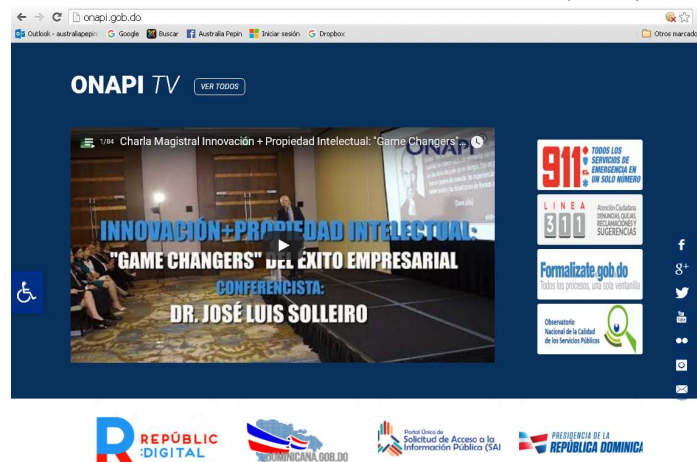 onapi.gob.do
Outlook - australiapepin
Google
Buscar
Australia Pepin
Iniciar sesión
Dropbox
Otros marcado
ONAPI TV
VER TODOS
1/84 Charla Magistral Innovación + Propiedad Intelectual: "Game Changers"...
ONAPI
INNOVACIÓN+PROPIEDAD INTELECTUAL:
"GAME CHANGERS" DEL ÉXITO EMPRESARIAL
CONFERENCISTA:
DR. JOSÉ LUIS SOLLEIRO
911
TODOS LOS
SERVICIOS DE
EMERGENCIA EN
UN SOLO NÚMERO
LINEA
311
Atención Ciudadana
DENUNCIAS, QUEJAS,
RECLAMACIONES Y
SUGERENCIAS
Formalizate.gob.do
Todos los procesos, una sola ventanilla
Observatorio
Nacional de la Calidad
de los Servicios Públicos
REPÚBLIC
:DIGITAL
DOMINICANA.GOB.DO
Portal Único de
Solicitud de Acceso a la
Información Pública (SAI
PRESIDENCIA DE LA
REPÚBLICA DOMINICA